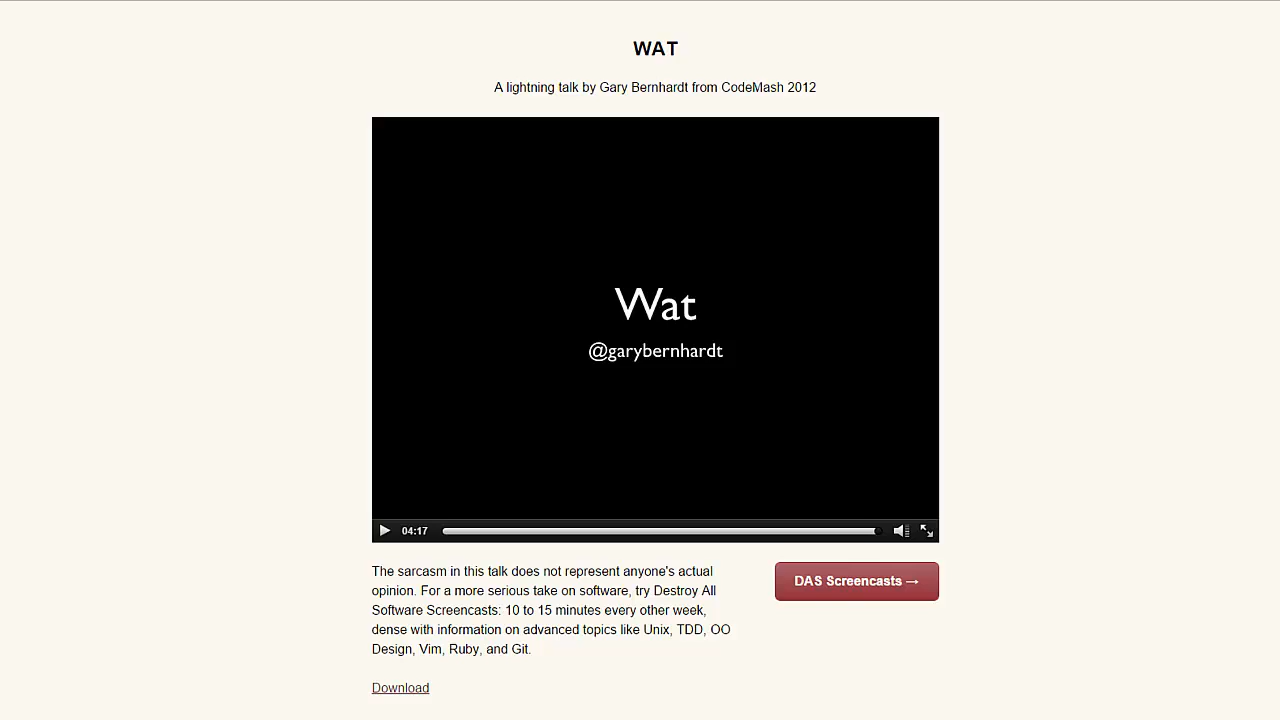 WAT
A lightning talk by Gary Bernhardt from CodeMash 2012
Wat
@garybernhardt
04:17
The sarcasm in this talk does not represent anyone's actual
opinion. For a more serious take on software, try Destroy All
Software Screencasts: 10 to 15 minutes every other week,
dense with information on advanced topics like Unix, TDD, OO
Design, Vim, Ruby, and Git.
DAS Screencasts →
Download